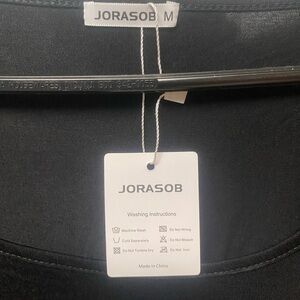 JORASOB M
JORASOB
Washing Instructions
Machine Wash Do Not Wring
Cold Separately Do Not Bleach
Do Not Tumble Dry Do Not Iron
Made in China